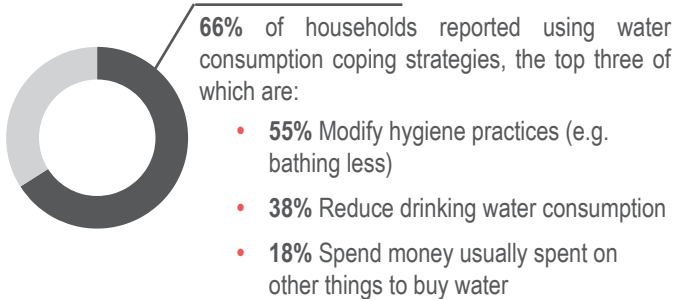 66% of households reported using water
consumption coping strategies, the top three of
which are:
• 55% Modify hygiene practices (e.g.
bathing less)
• 38% Reduce drinking water consumption
• 18% Spend money usually spent on
other things to buy water